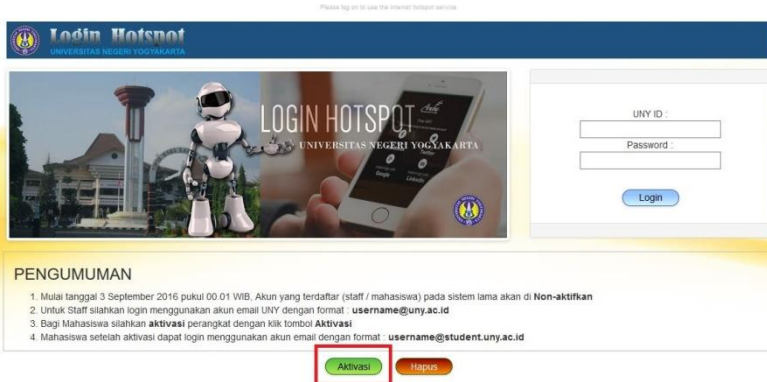 Please log on to use the internet hotspot service
Login Hotspot
UNIVERSITAS NEGERI YOGYAKARTA
LOGIN HOTSPOT
UNIVERSITAS NEGERI YOGYAKARTA
Twitter
Google
LinkedIn
UNY ID :
Password :
Login
PENGUMUMAN
1. Mulai tanggal 3 September 2016 pukul 00.01 WIB, Akun yang terdaftar (staff / mahasiswa) pada sistem lama akan di Non-aktifkan
2. Untuk Staff silahkan login menggunakan akun email UNY dengan format : username@uny.ac.id
3. Bagi Mahasiswa silahkan aktivasi perangkat dengan klik tombol Aktivasi
4. Mahasiswa setelah aktivasi dapat login menggunakan akun email dengan format : username@student.uny.ac.id
Aktivasi
Hapus